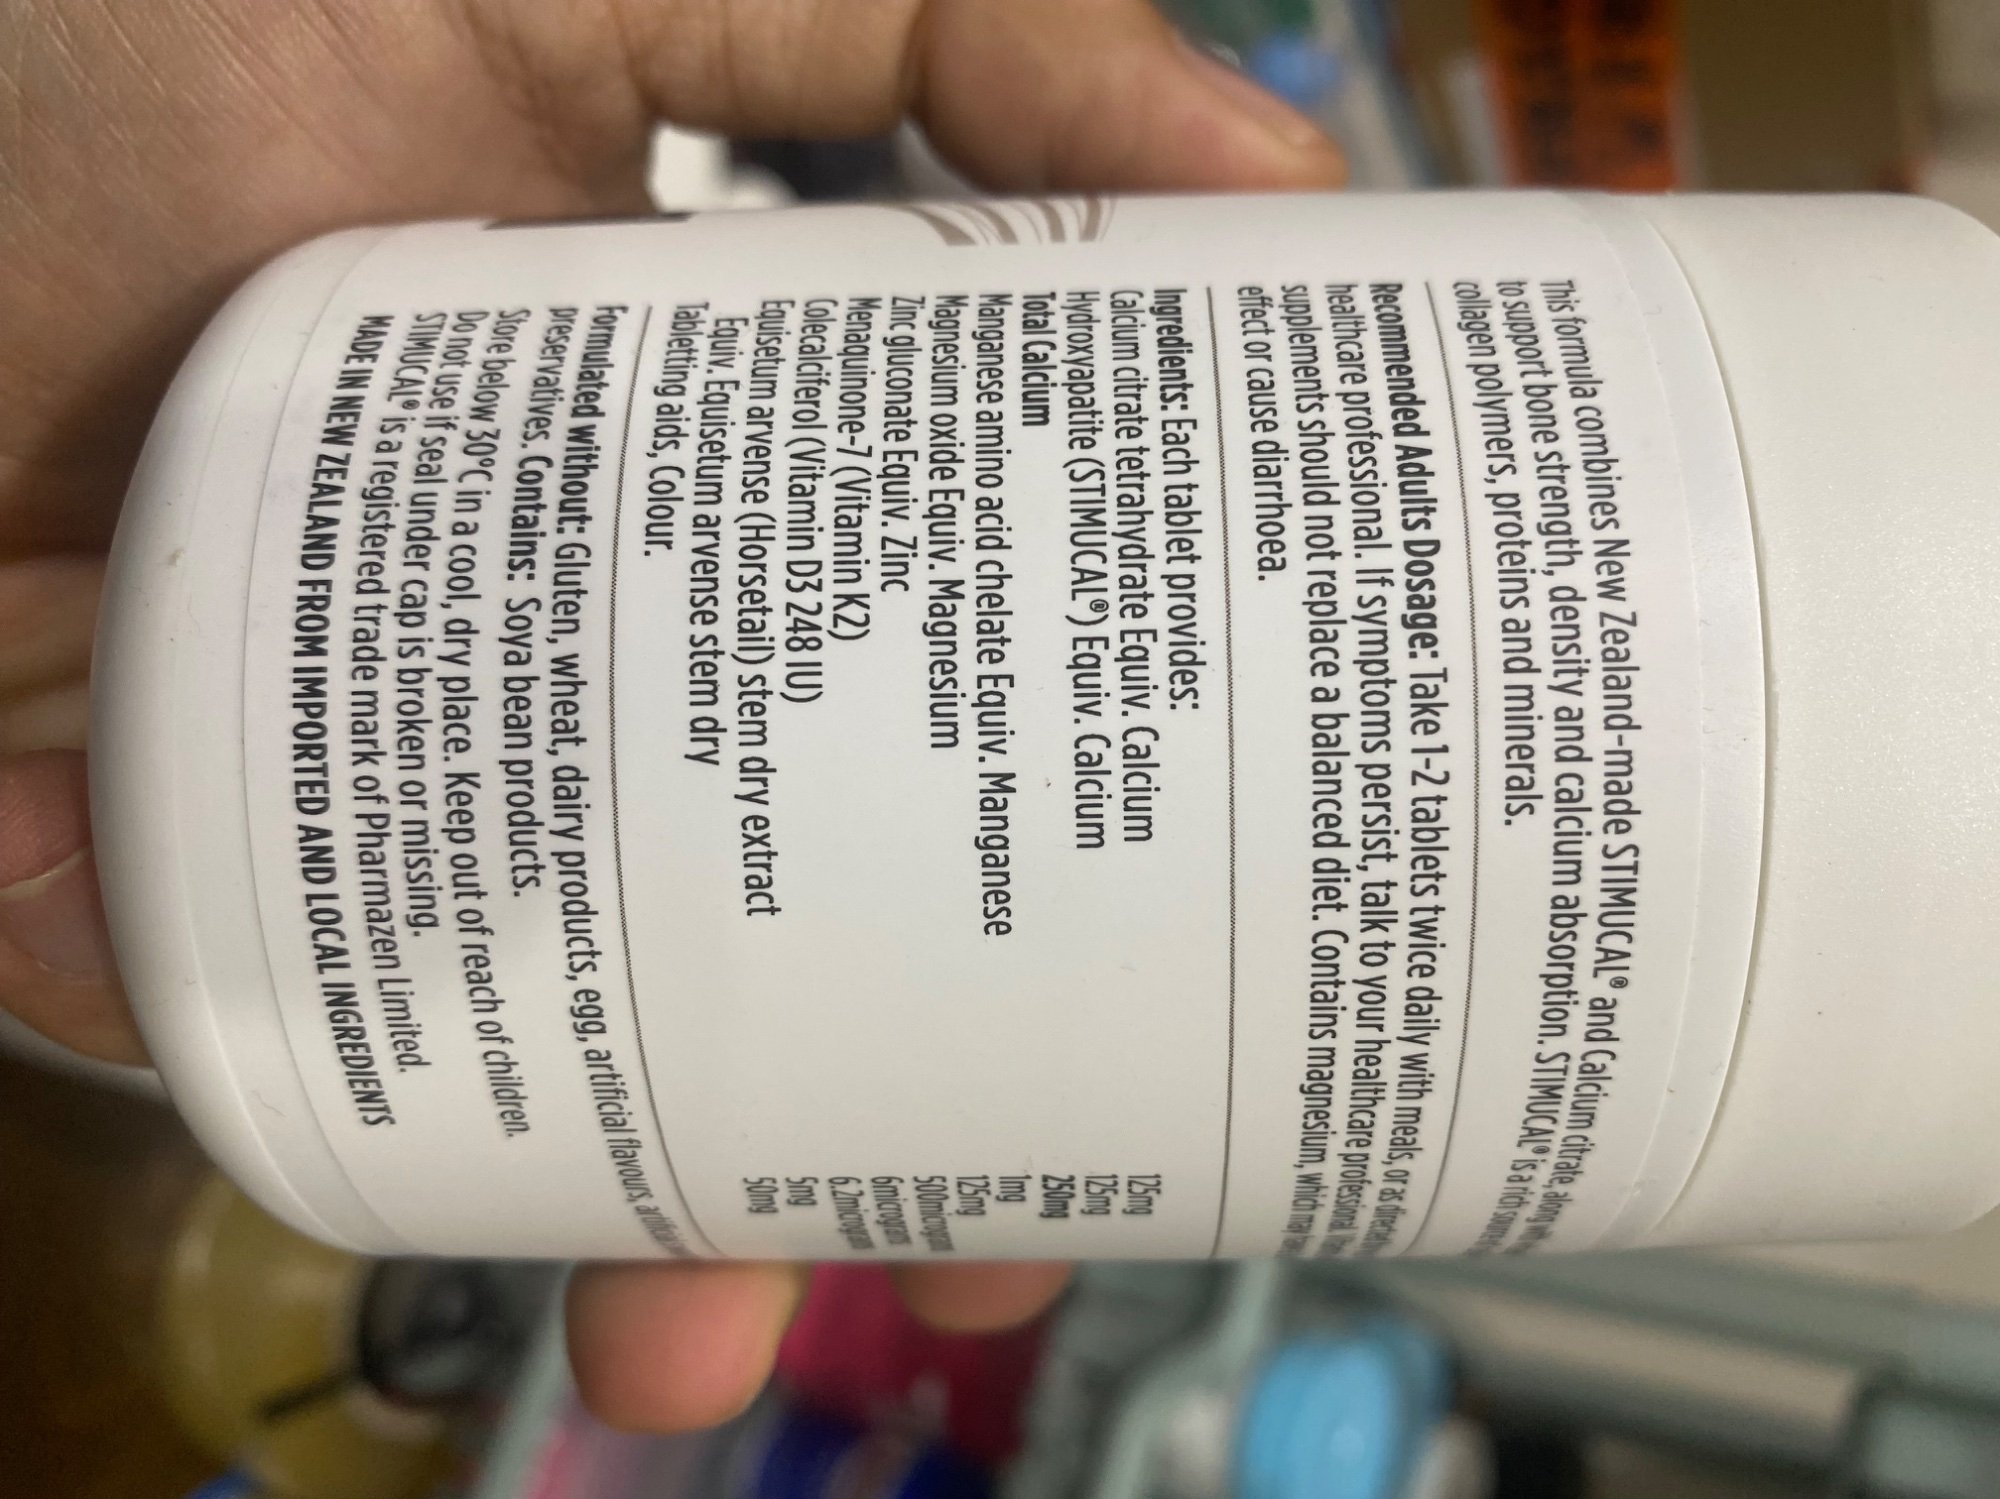 This formula combines New Zealand-made STIMUCAL® and Calcium citrate, along with
to support bone strength, density and calcium absorption. STIMUCAL® is a rich source
collagen polymers, proteins and minerals.
Recommended Adults Dosage: Take 1-2 tablets twice daily with meals, or as directed
healthcare professional. If symptoms persist, talk to your healthcare professional.
supplements should not replace a balanced diet. Contains magnesium, which may
effect or cause diarrhoea.
Ingredients: Each tablet provides:
Calcium citrate tetrahydrate Equiv. Calcium 125mg
Hydroxyapatite (STIMUCAL®) Equiv. Calcium 125mg
Total Calcium 250mg
Manganese amino acid chelate Equiv. Manganese 1mg
Magnesium oxide Equiv. Magnesium 125mg
Zinc gluconate Equiv. Zinc 500microgram
Menaquinone-7 (Vitamin K2) 6microgram
Colecalciferol (Vitamin D3 248 IU) 6.2microgram
Equisetum arvense (Horsetail) stem dry extract 5mg
Equiv. Equisetum arvense stem dry 50mg
Tabletting aids, Colour.
Formulated without: Gluten, wheat, dairy products, egg, artificial flavours, artificial
preservatives. Contains: Soya bean products.
Store below 30°C in a cool, dry place. Keep out of reach of children.
Do not use if seal under cap is broken or missing.
STIMUCAL® is a registered trade mark of Pharmazen Limited.
MADE IN NEW ZEALAND FROM IMPORTED AND LOCAL INGREDIENTS